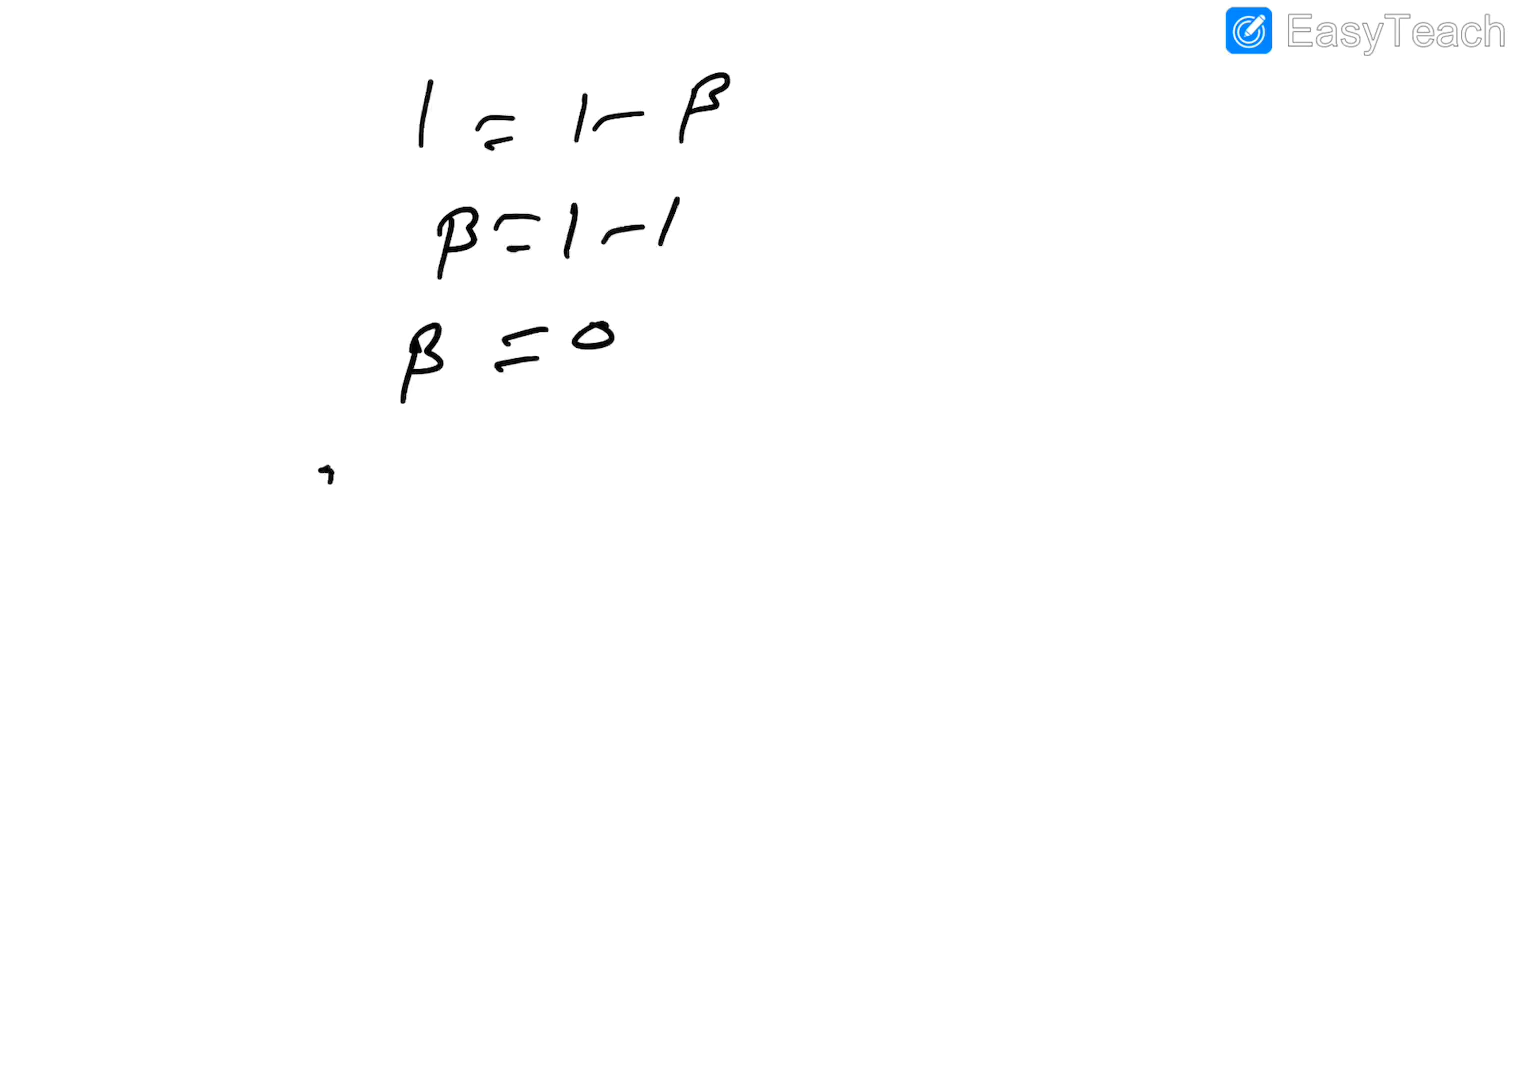 EasyTeach
1 = 1 - β
β = 1 - 1
β = 0